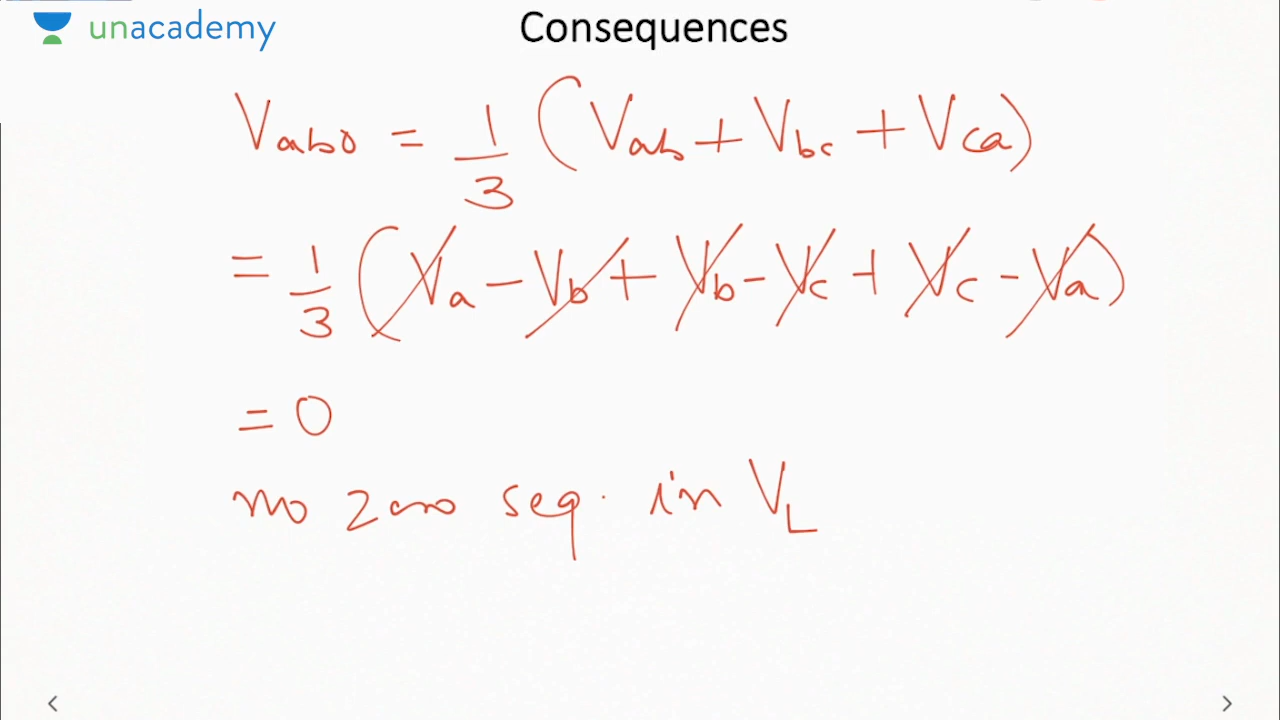 unacademy
Consequences
Vab0 = 1/3 (Vab + Vbc + Vca)
= 1/3 (Va - Vb + Vb - Vc + Vc - Va)
= 0
no zero seq. in VL